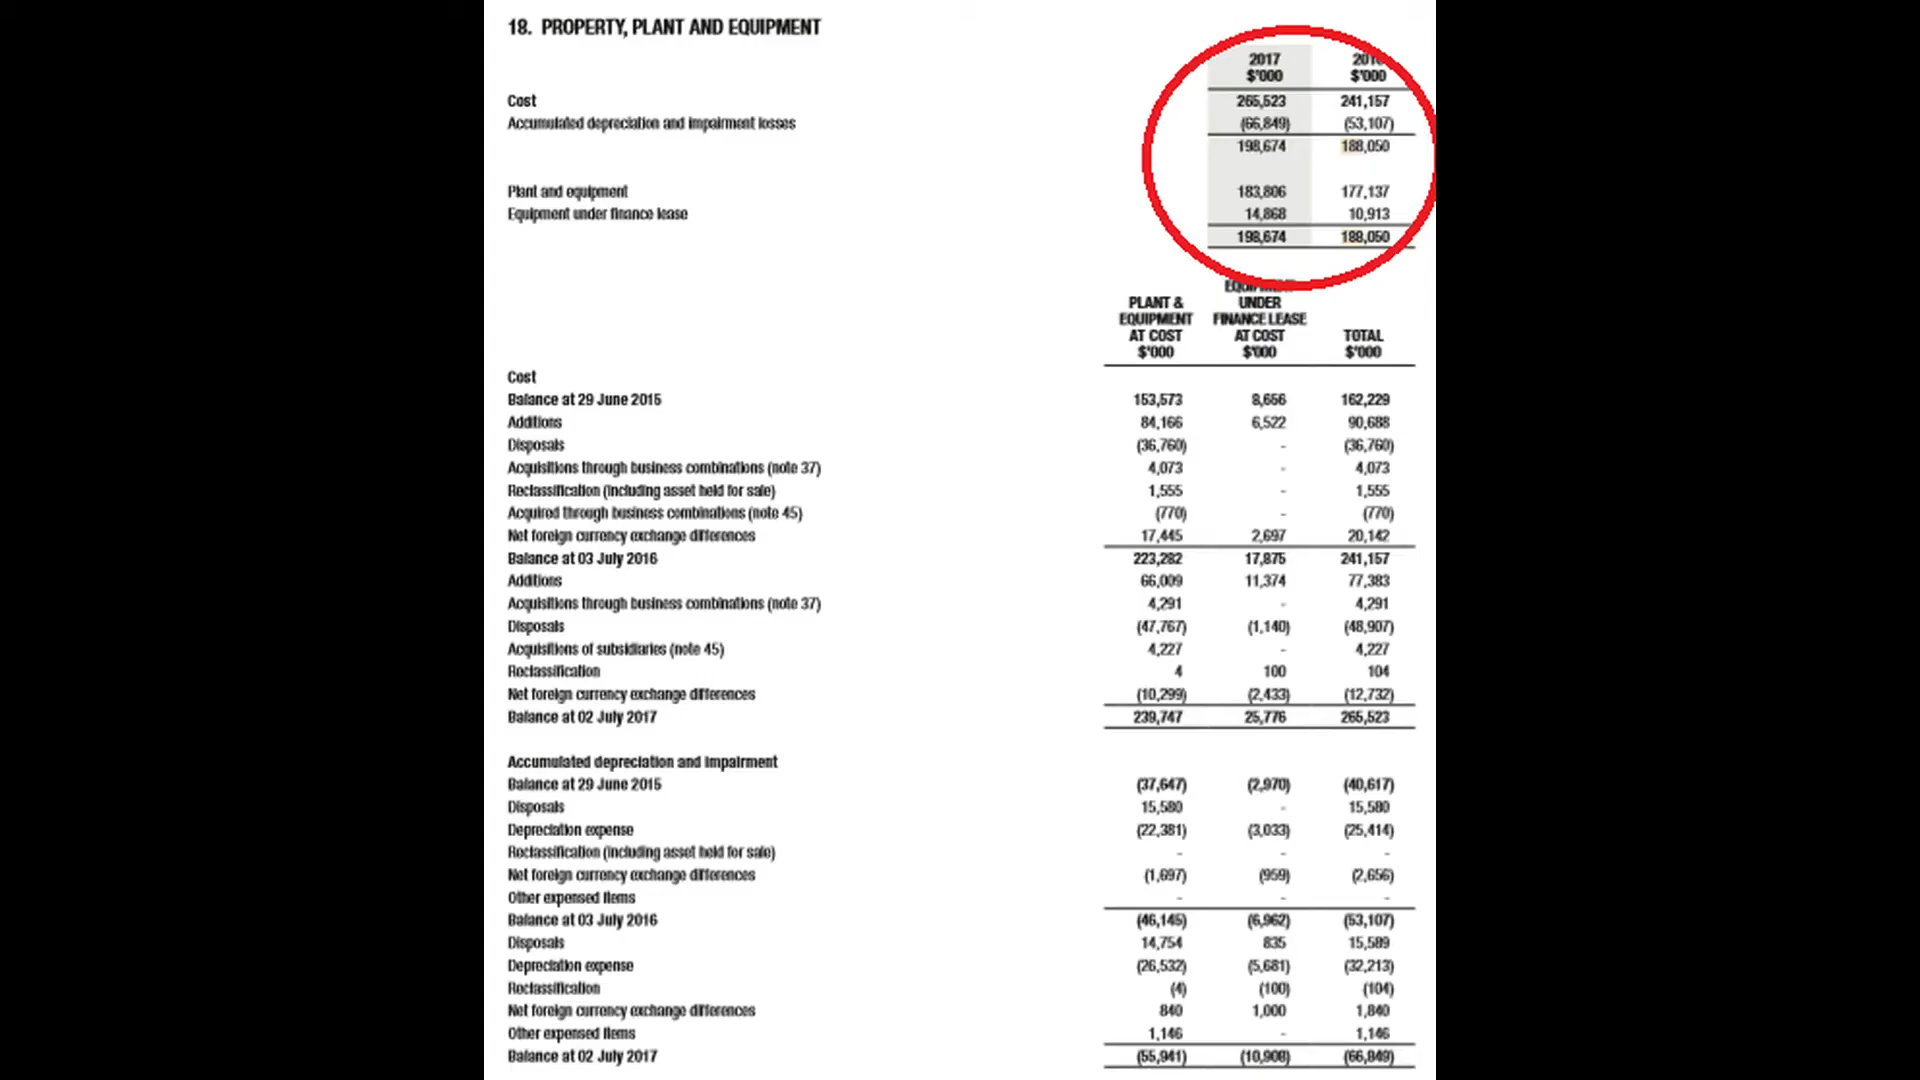 18. PROPERTY, PLANT AND EQUIPMENT
2017
$'000 $'000
Cost 265,523 241,157
Accumulated depreciation and impairment losses (66,849) (53,107)
198,674 188,050
Plant and equipment 183,806 177,137
Equipment under finance lease 14,868 10,913
198,674 188,050
PLANT & EQUIPMENT AT COST $'000
UNDER FINANCE LEASE AT COST $'000
TOTAL $'000
Cost
Balance at 29 June 2015 153,573 8,656 162,229
Additions 84,166 6,522 90,688
Disposals (36,760) - (36,760)
Acquisitions through business combinations (note 37) 4,073 - 4,073
Reclassification (including asset held for sale) 1,555 - 1,555
Acquired through business combinations (note 45) (770) - (770)
Net foreign currency exchange differences 17,445 2,697 20,142
Balance at 03 July 2016 223,282 17,875 241,157
Additions 66,009 11,374 77,383
Acquisitions through business combinations (note 37) 4,291 - 4,291
Disposals (47,767) (1,140) (48,907)
Acquisitions of subsidiaries (note 45) 4,227 - 4,227
Reclassification 4 100 104
Net foreign currency exchange differences (10,299) (2,433) (12,732)
Balance at 02 July 2017 239,747 25,776 265,523
Accumulated depreciation and impairment
Balance at 29 June 2015 (37,647) (2,970) (40,617)
Disposals 15,580 - 15,580
Depreciation expense (22,381) (3,033) (25,414)
Reclassification (including asset held for sale) - - -
Net foreign currency exchange differences (1,697) (959) (2,656)
Other expensed items - - -
Balance at 03 July 2016 (46,145) (6,962) (53,107)
Disposals 14,754 835 15,589
Depreciation expense (26,532) (5,681) (32,213)
Reclassification (4) (100) (104)
Net foreign currency exchange differences 840 1,000 1,840
Other expensed items 1,146 - 1,146
Balance at 02 July 2017 (55,941) (10,908) (66,849)